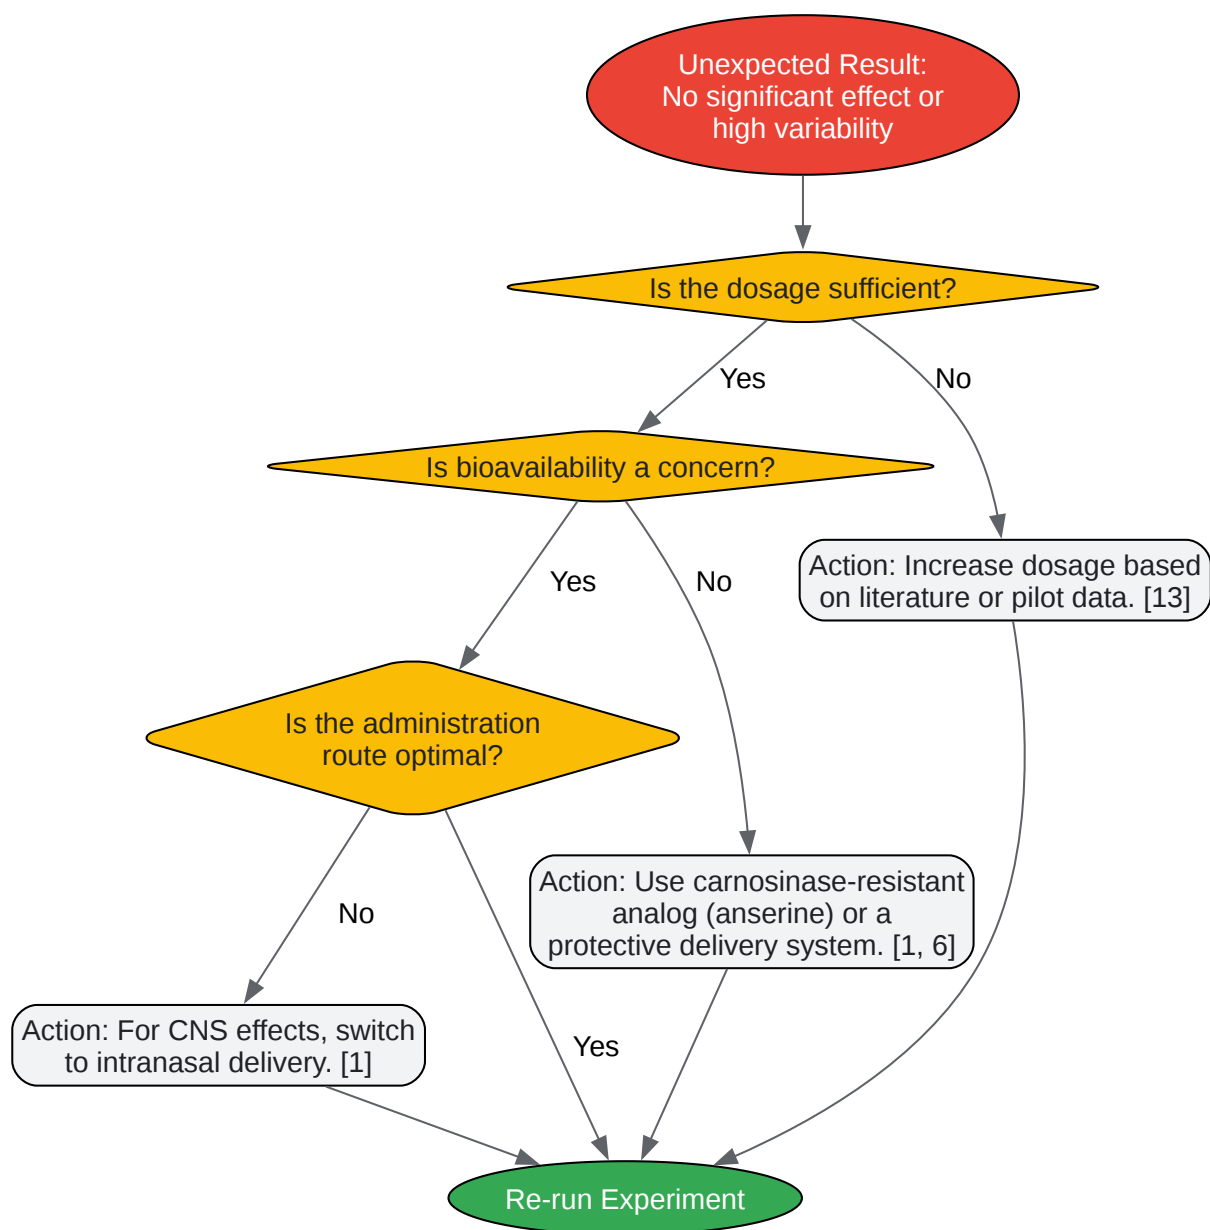 Unexpected Result:
No significant effect or
high variability
Is the dosage sufficient?
Yes
No
Is bioavailability a concern?
Yes
No
Action: Increase dosage based
on literature or pilot data. [13]
Is the administration
route optimal?
No
Yes
Action: Use carnosinase-resistant
analog (anserine) or a
protective delivery system. [1, 6]
Action: For CNS effects, switch
to intranasal delivery. [1]
Re-run Experiment